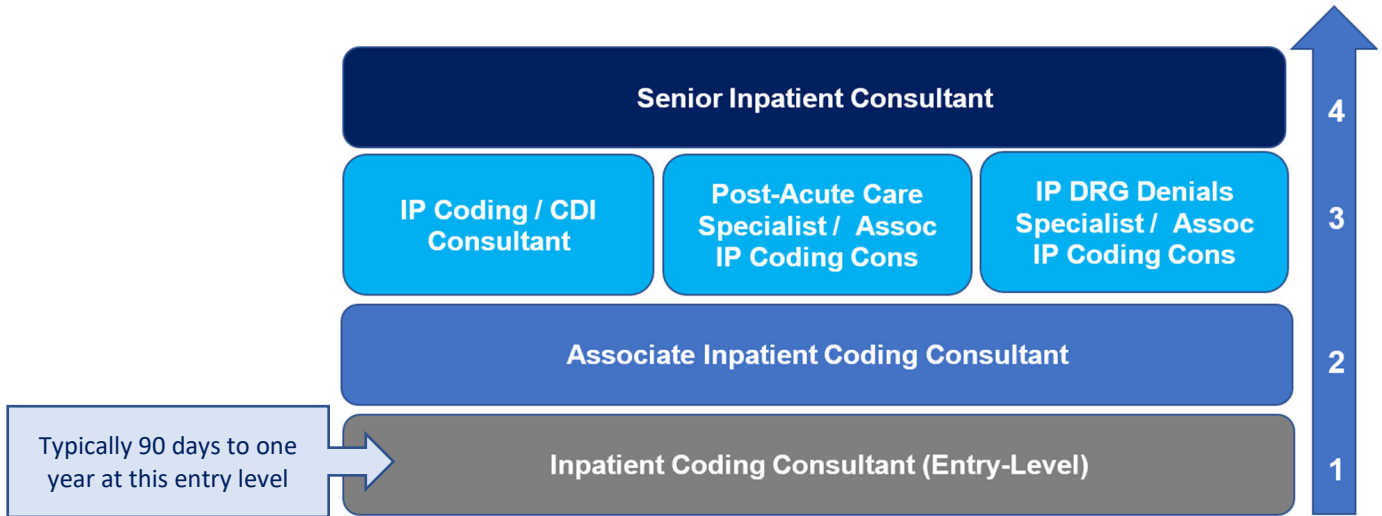 Senior Inpatient Consultant
4
IP Coding / CDI
Consultant
Post-Acute Care
Specialist / Assoc
IP Coding Cons
IP DRG Denials
Specialist / Assoc
IP Coding Cons
3
Associate Inpatient Coding Consultant
2
Typically 90 days to one
year at this entry level
Inpatient Coding Consultant (Entry-Level)
1